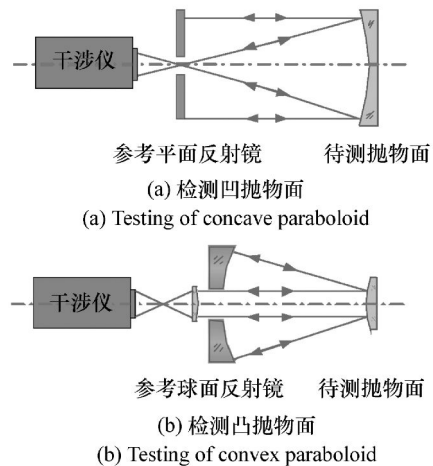 干涉仪
参考平面反射镜 待测抛物面
(a) 检测凹抛物面
(a) Testing of concave paraboloid
干涉仪
参考球面反射镜 待测抛物面
(b) 检测凸抛物面
(b) Testing of convex paraboloid